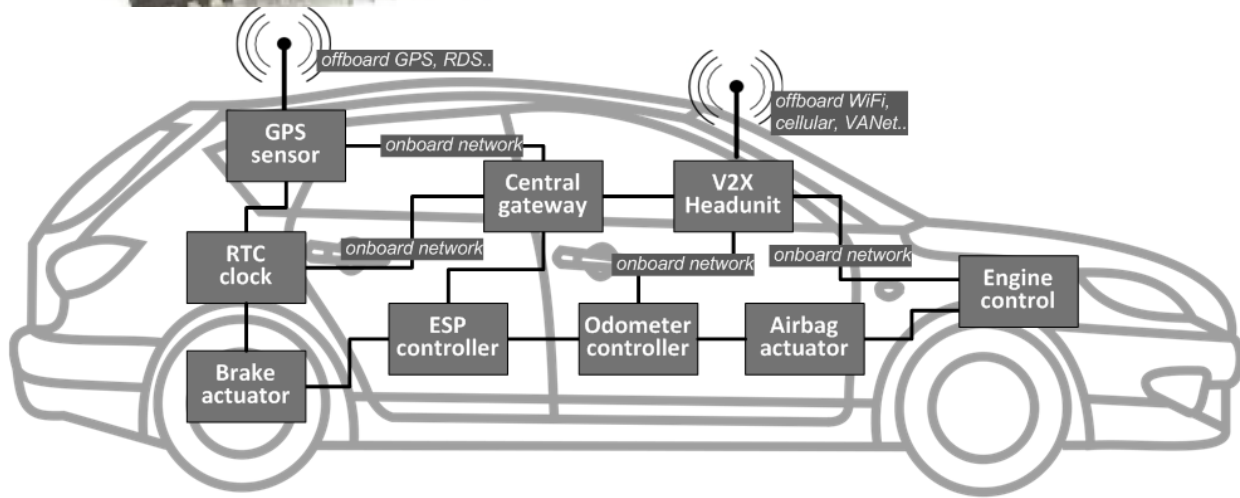 offboard GPS, RDS..
offboard WiFi,
cellular, VANet..
GPS
sensor
onboard network
Central
gateway
V2X
Headunit
RTC
clock
onboard network
onboard network
onboard network
Engine
control
ESP
controller
Odometer
controller
Airbag
actuator
Brake
actuator